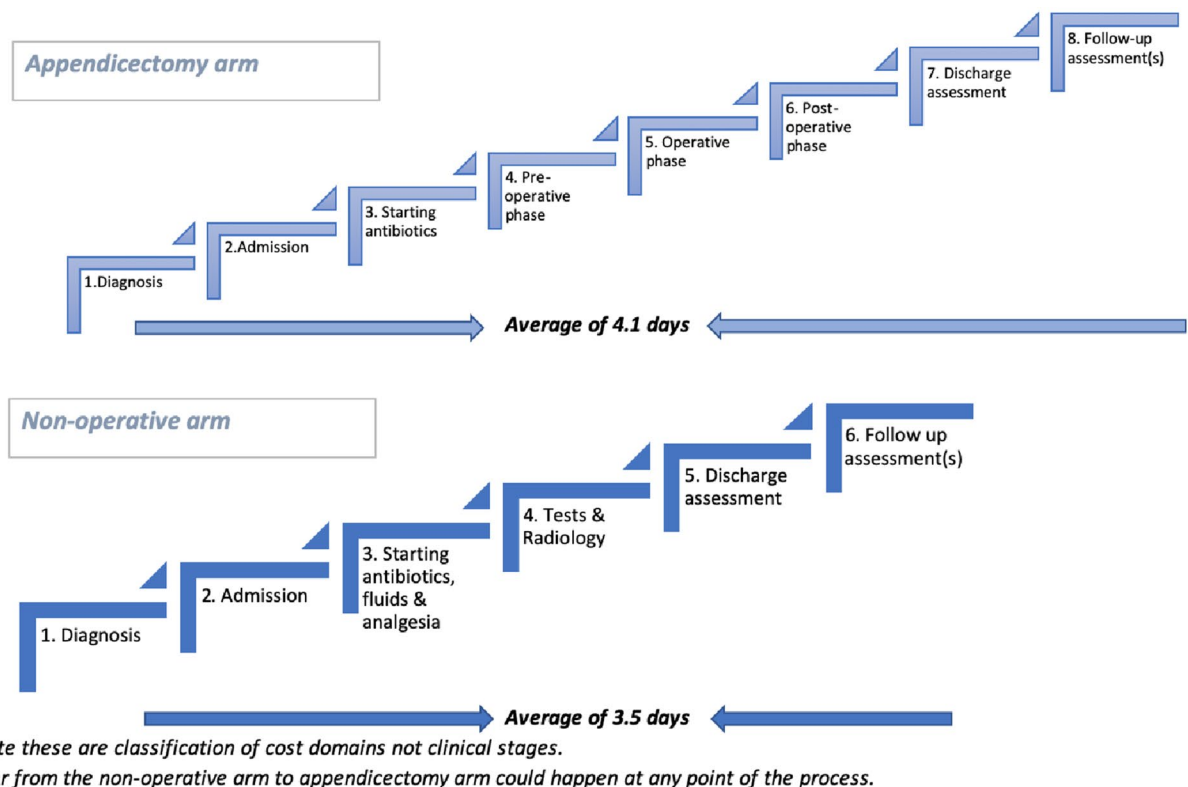 Appendicectomy arm
8. Follow-up
assessment(s)
7. Discharge
assessment
6. Post-
operative
phase
5. Operative
phase
4. Pre-
operative
phase
3. Starting
antibiotics
2.Admission
1.Diagnosis
Average of 4.1 days
Non-operative arm
6. Follow up
assessment(s)
5. Discharge
assessment
4. Tests &
Radiology
3. Starting
antibiotics,
fluids &
analgesia
2. Admission
1. Diagnosis
Average of 3.5 days
these are classification of cost domains not clinical stages.
from the non-operative arm to appendicectomy arm could happen at any point of the process.